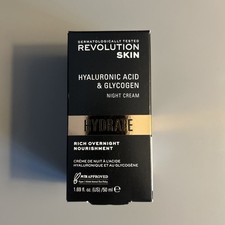 DERMATOLOGICALLY TESTED
REVOLUTION
SKIN
HYALURONIC ACID
& GLYCOGEN
NIGHT CREAM
HYDRATE
RICH OVERNIGHT
NOURISHMENT
CRÈME DE NUIT À L'ACIDE
HYALURONIQUE ET AU GLYCOGÈNE
APPROVED
1.69 fl. oz. (US) / 50 ml ℮